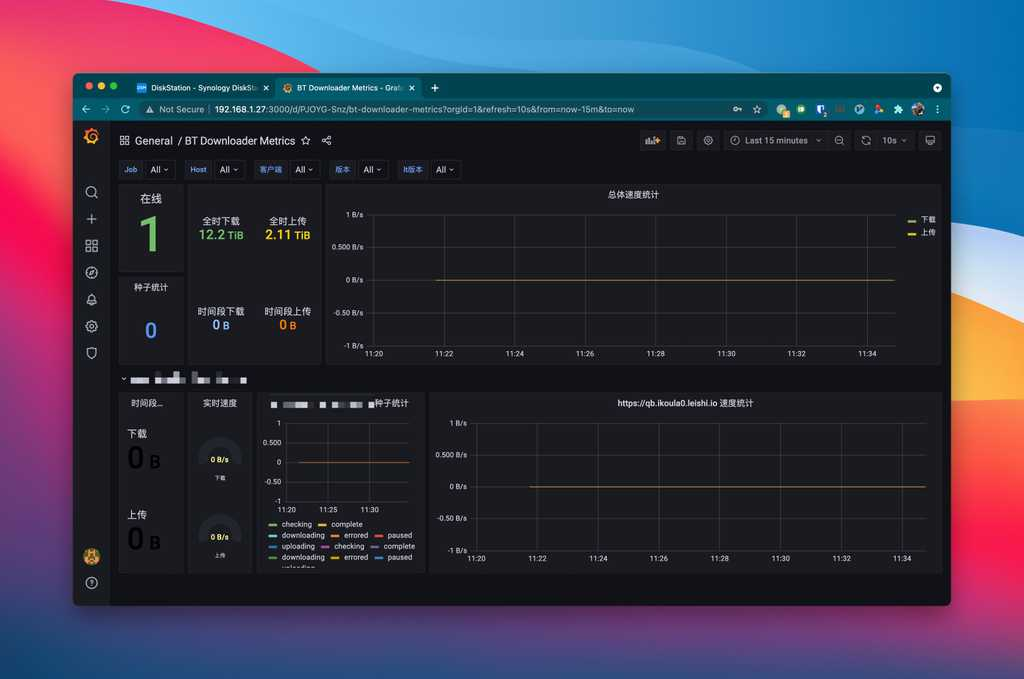 DSM DiskStation - Synology DiskSta
BT Downloader Metrics - Grafa
Not Secure | 192.168.1.27:3000/d/PJOYG-Snz/bt-downloader-metrics?orgId=1&refresh=10s&from=now-15m&to=now
General / BT Downloader Metrics
Last 15 minutes
10s
Job All
Host All
客户端 All
版本 All
lt版本 All
在线
1
种子统计
0
全时下载
12.2 TiB
全时上传
2.11 TiB
时间段下载
0 B
时间段上传
0 B
总体速度统计
1 B/s
0.500 B/s
0 B/s
-0.50 B/s
-1 B/s
11:20 11:22 11:24 11:26 11:28 11:30 11:32 11:34
下载
上传
时间段...
下载
0 B
上传
0 B
实时速度
0 B/s
下载
0 B/s
上传
种子统计
1
0.500
0
-0.50
-1
11:20 11:25 11:30
checking complete
downloading errored paused
uploading checking complete
downloading errored paused
https://qb.ikoula0.leishi.io 速度统计
1 B/s
0.500 B/s
0 B/s
-0.50 B/s
-1 B/s
11:20 11:22 11:24 11:26 11:28 11:30 11:32 11:34